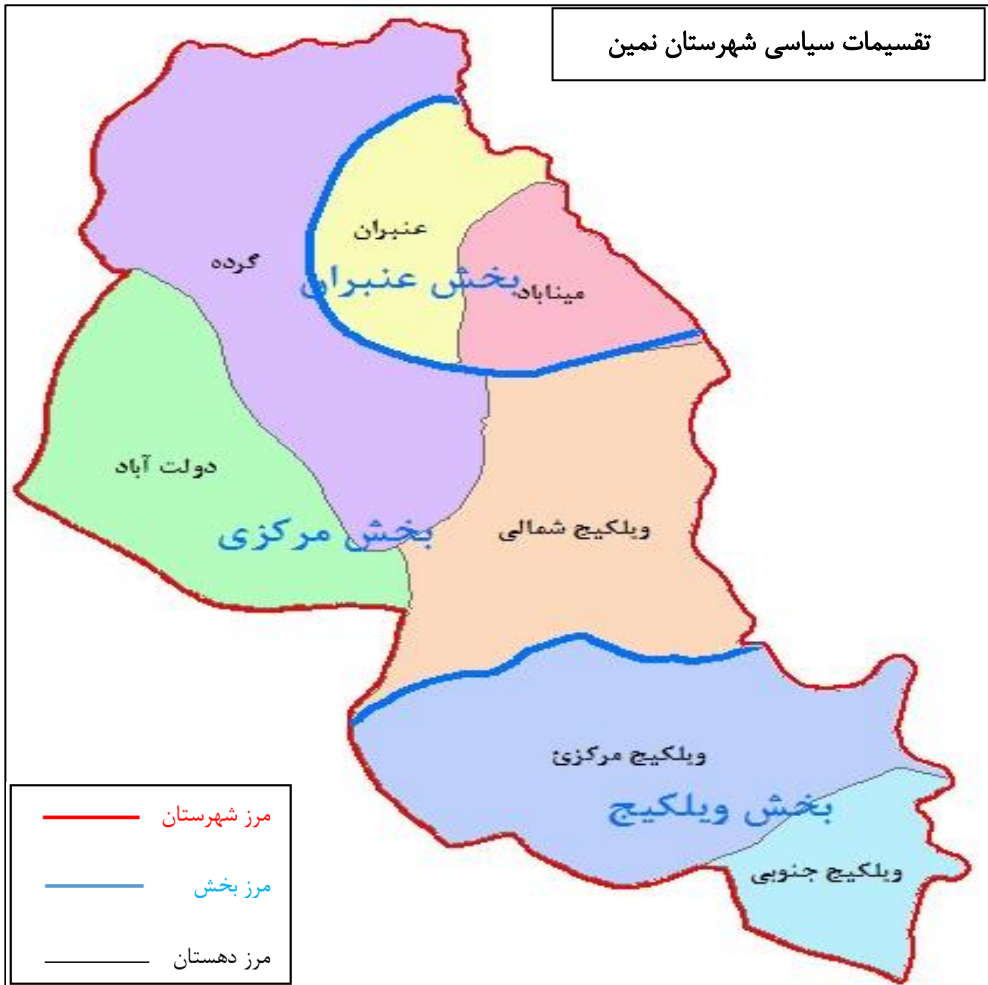 تقسیمات سیاسی شهرستان نمین
عنبران
گرده
بخش عنبران
میناباد
دولت آباد
بخش مرکزی
ویلکیج شمالی
ویلکیج مرکزئ
بخش ویلکیج
ویلکیج جنوبی
مرز شهرستان
مرز بخش
مرز دهستان